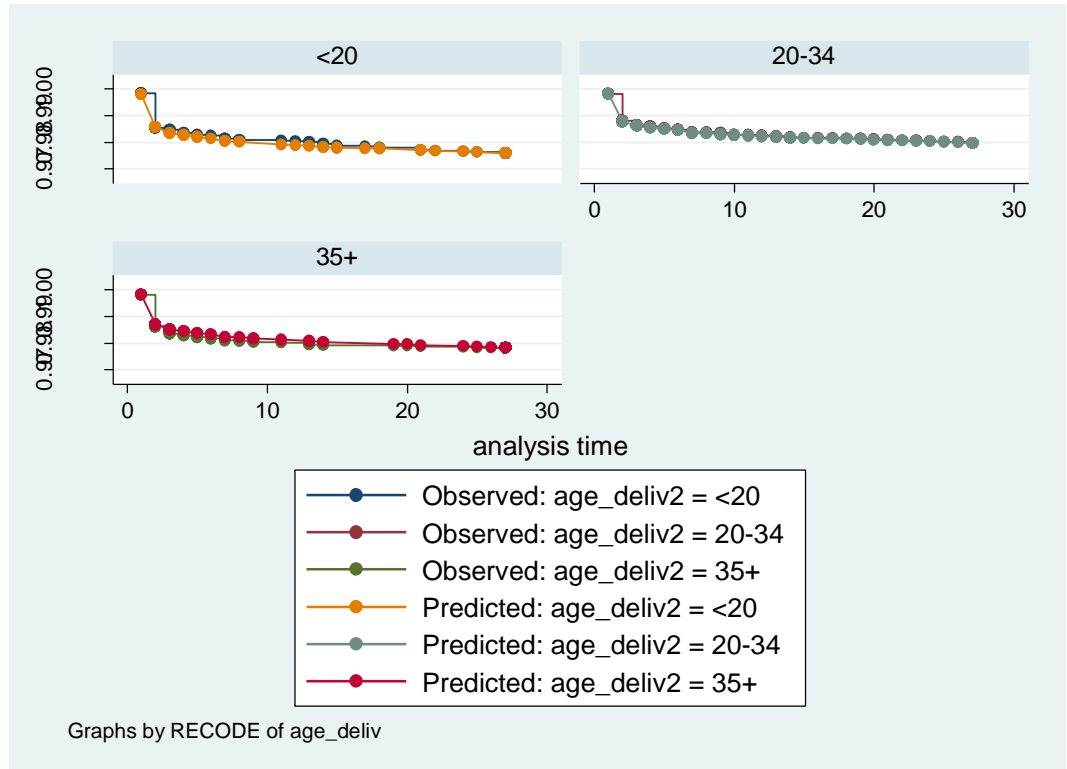 <20
20-34
0 10 20 30
35+
0 10 20 30
analysis time
Observed: age_deliv2 = <20
Observed: age_deliv2 = 20-34
Observed: age_deliv2 = 35+
Predicted: age_deliv2 = <20
Predicted: age_deliv2 = 20-34
Predicted: age_deliv2 = 35+
Graphs by RECODE of age_deliv